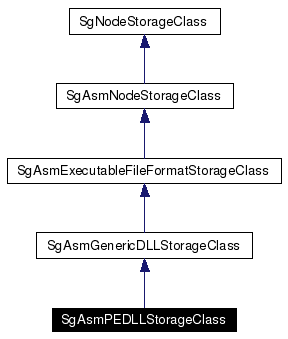 SgNodeStorageClass
SgAsmNodeStorageClass
SgAsmExecutableFileFormatStorageClass
SgAsmGenericDLLStorageClass
SgAsmPEDLLStorageClass